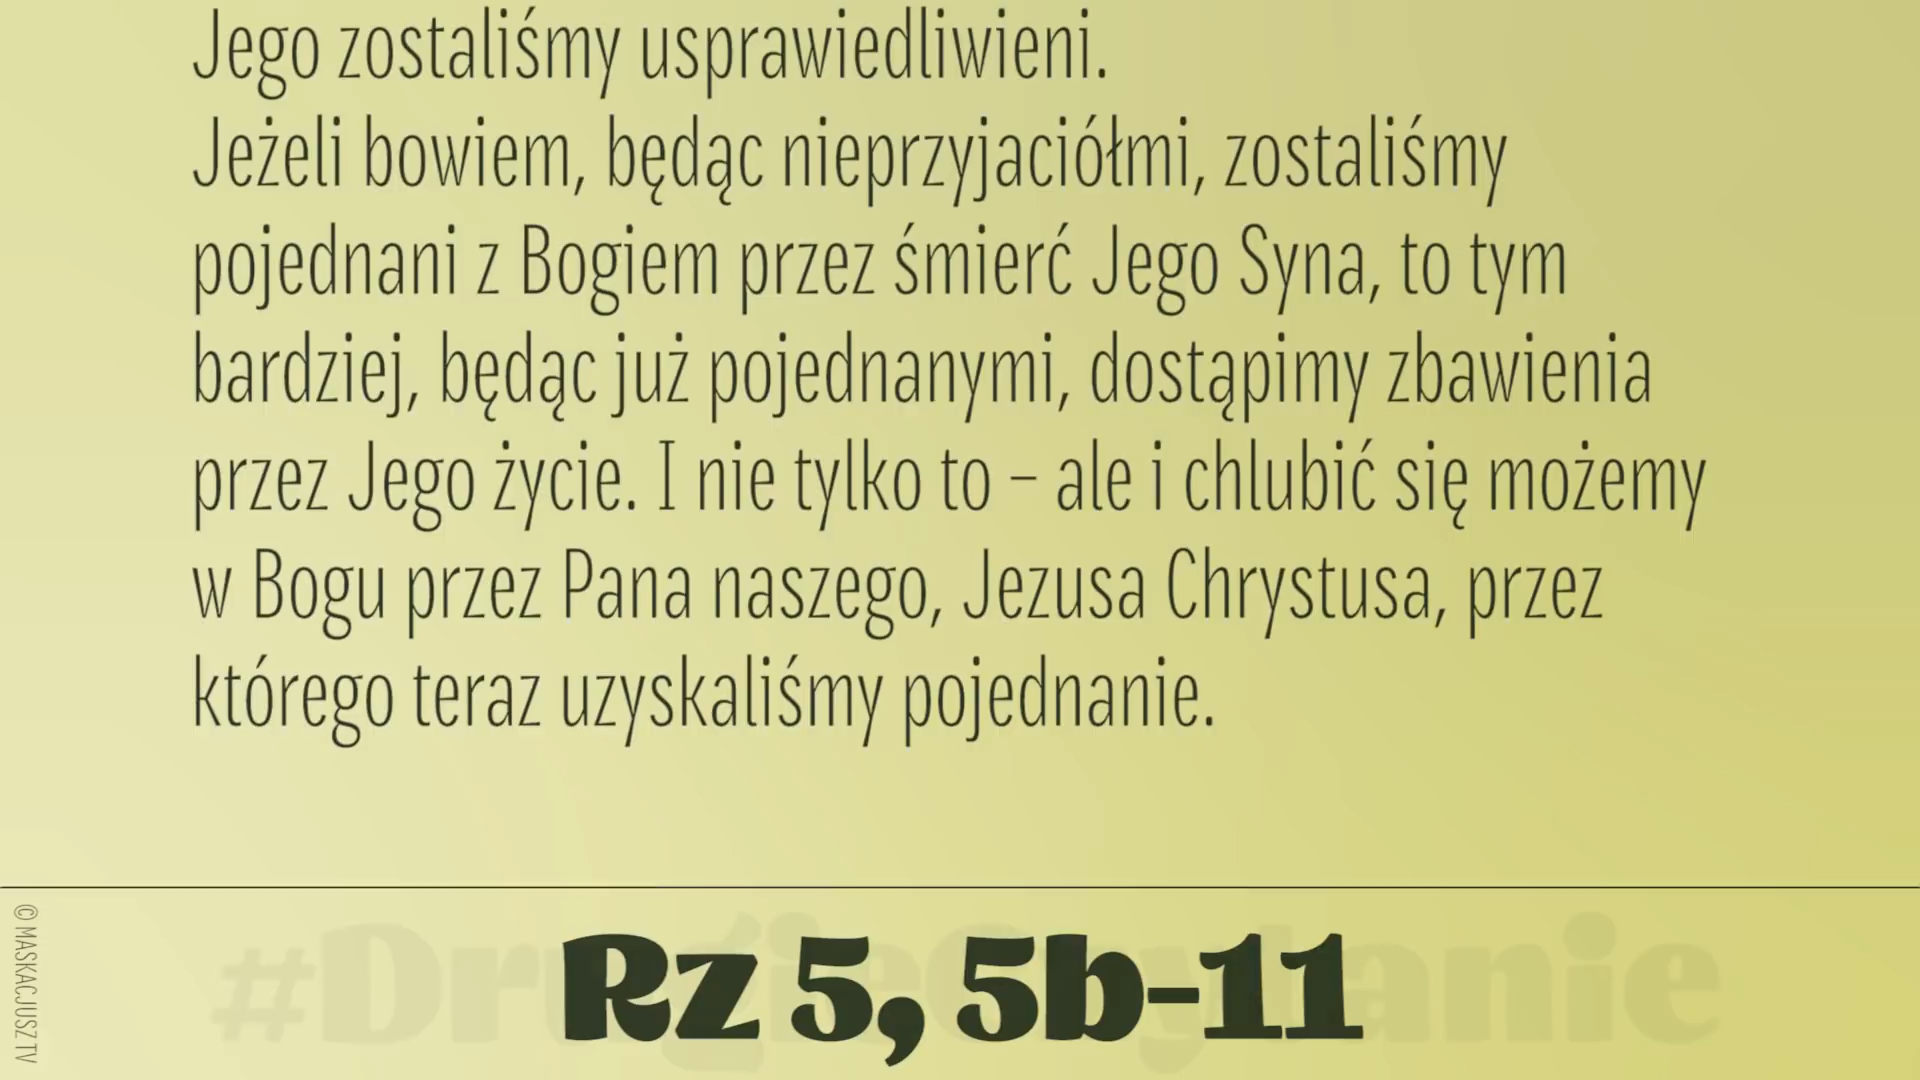 Jego zostaliśmy usprawiedliwieni.
Jeżeli bowiem, będąc nieprzyjaciółmi, zostaliśmy
pojednani z Bogiem przez śmierć Jego Syna, to tym
bardziej, będąc już pojednanymi, dostąpimy zbawienia
przez Jego życie. I nie tylko to – ale i chlubić się możemy
w Bogu przez Pana naszego, Jezusa Chrystusa, przez
którego teraz uzyskaliśmy pojednanie.
#DrugieCzytanie
Rz 5, 5b-11
© MASKACJUSZ TV